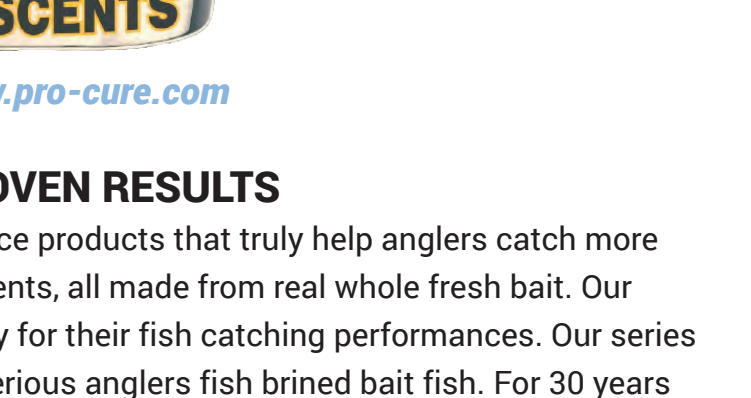 SCENTS
.pro-cure.com
OVEN RESULTS
ce products that truly help anglers catch more
ents, all made from real whole fresh bait. Our
y for their fish catching performances. Our series
erious anglers fish brined bait fish. For 30 years